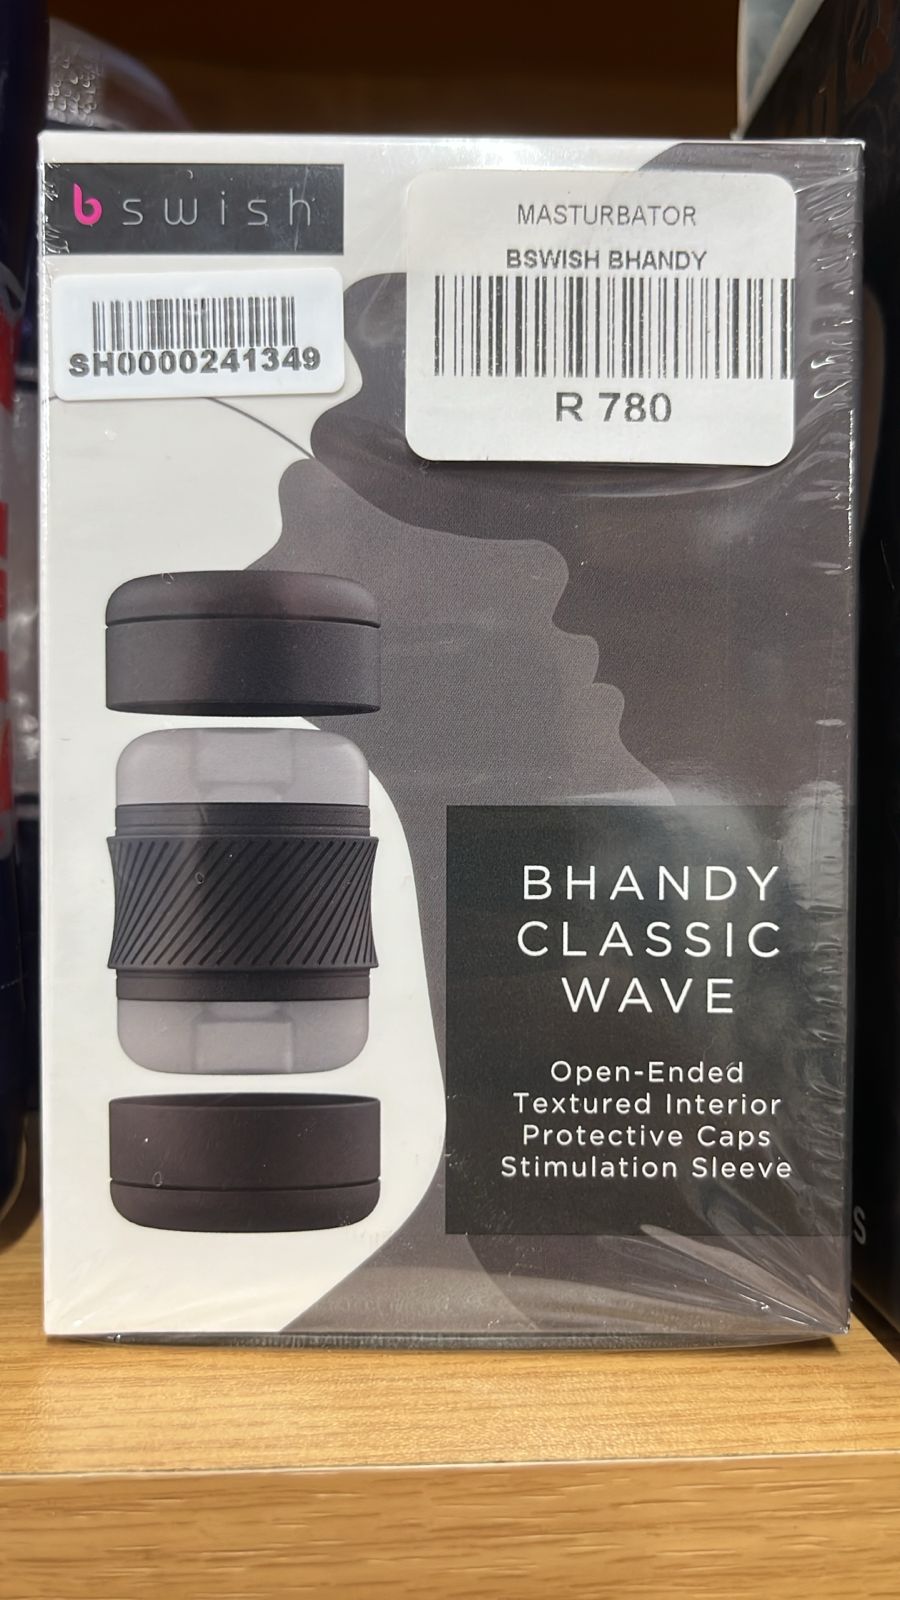 bswish
MASTURBATOR
BSWISH BHANDY
R 780
SH0000241349
BHANDY
CLASSIC
WAVE
Open-Ended
Textured Interior
Protective Caps
Stimulation Sleeve
S